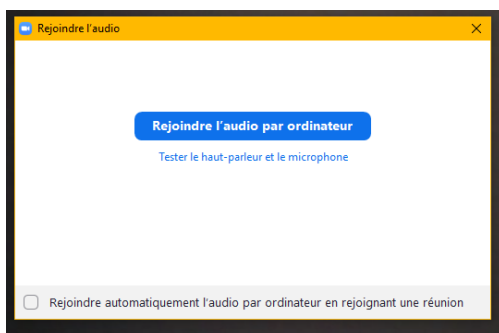 Rejoindre l'audio
Rejoindre l'audio par ordinateur
Tester le haut-parleur et le microphone
Rejoindre automatiquement l'audio par ordinateur en rejoignant une réunion